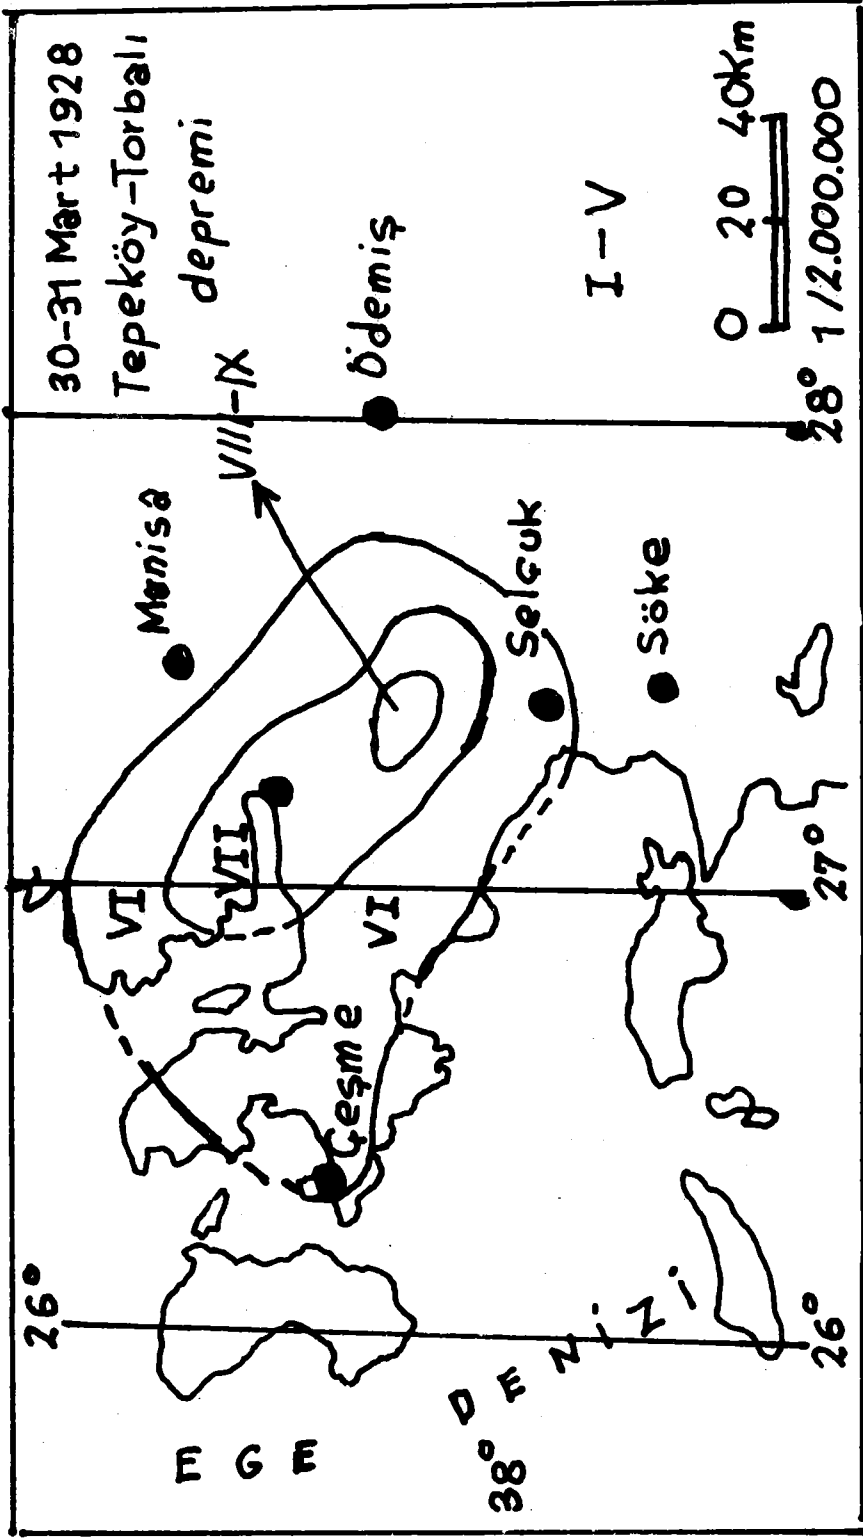 30-31 Mart 1928
Tepeköy-Torbalı
depremi
26°
Manisa
VIII-IX
VI
VII
VI
Ödemiş
Çeşme
Selçuk
Söke
I-V
EGE
DENİZİ
38°
0 20 40Km
26°
27°
28°
1/2.000.000